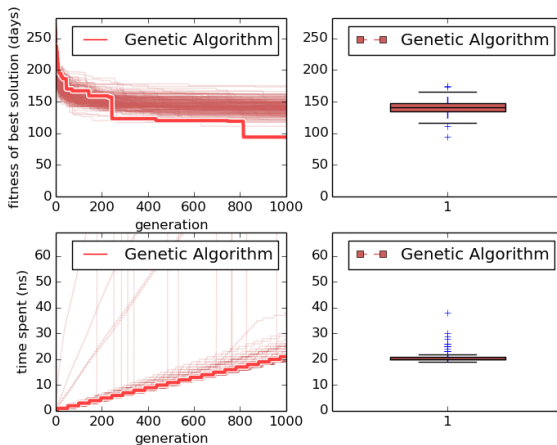 fitness of best solution (days)
250
200
150
100
50
0
Genetic Algorithm
0 200 400 600 800 1000
generation
250
200
150
100
50
0
Genetic Algorithm
1
time spent (ns)
60
50
40
30
20
10
0
Genetic Algorithm
0 200 400 600 800 1000
generation
60
50
40
30
20
10
0
Genetic Algorithm
1